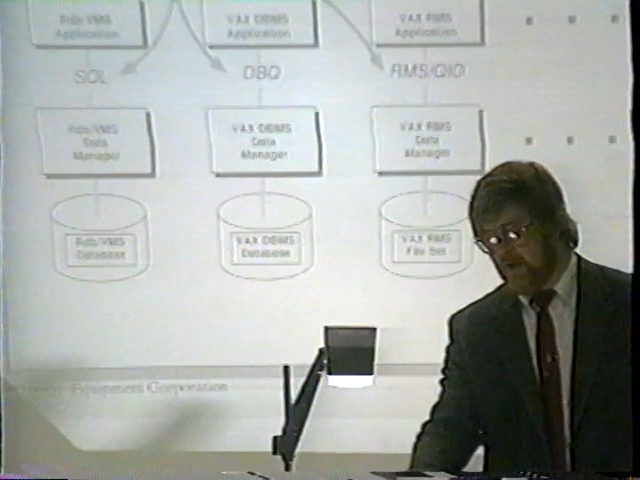 Rdb/VMS
Application
VAX DBMS
Application
VAX RMS
Application
SQL
DBQ
RMS/QIO
Rdb/VMS
Data
Manager
VAX DBMS
Data
Manager
VAX RMS
Data
Manager
Rdb/VMS
Database
VAX DBMS
Database
VAX RMS
File Set
Equipment Corporation